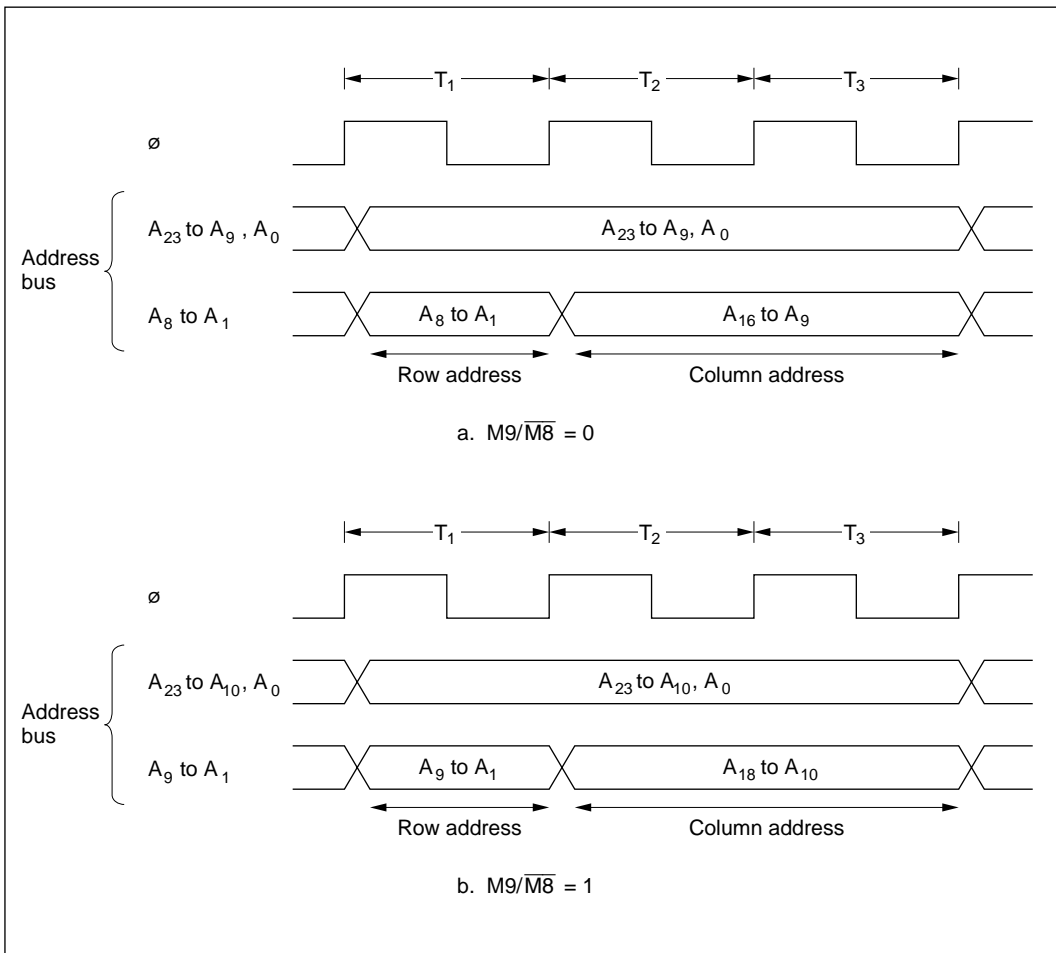 T₁ T₂ T₃
ø
Address bus
A₂₃ to A₉ , A₀ A₂₃ to A₉, A₀
A₈ to A₁ A₈ to A₁ A₁₆ to A₉
Row address Column address
a. M9/M̅8̅ = 0
T₁ T₂ T₃
ø
Address bus
A₂₃ to A₁₀, A₀ A₂₃ to A₁₀, A₀
A₉ to A₁ A₉ to A₁ A₁₈ to A₁₀
Row address Column address
b. M9/M̅8̅ = 1